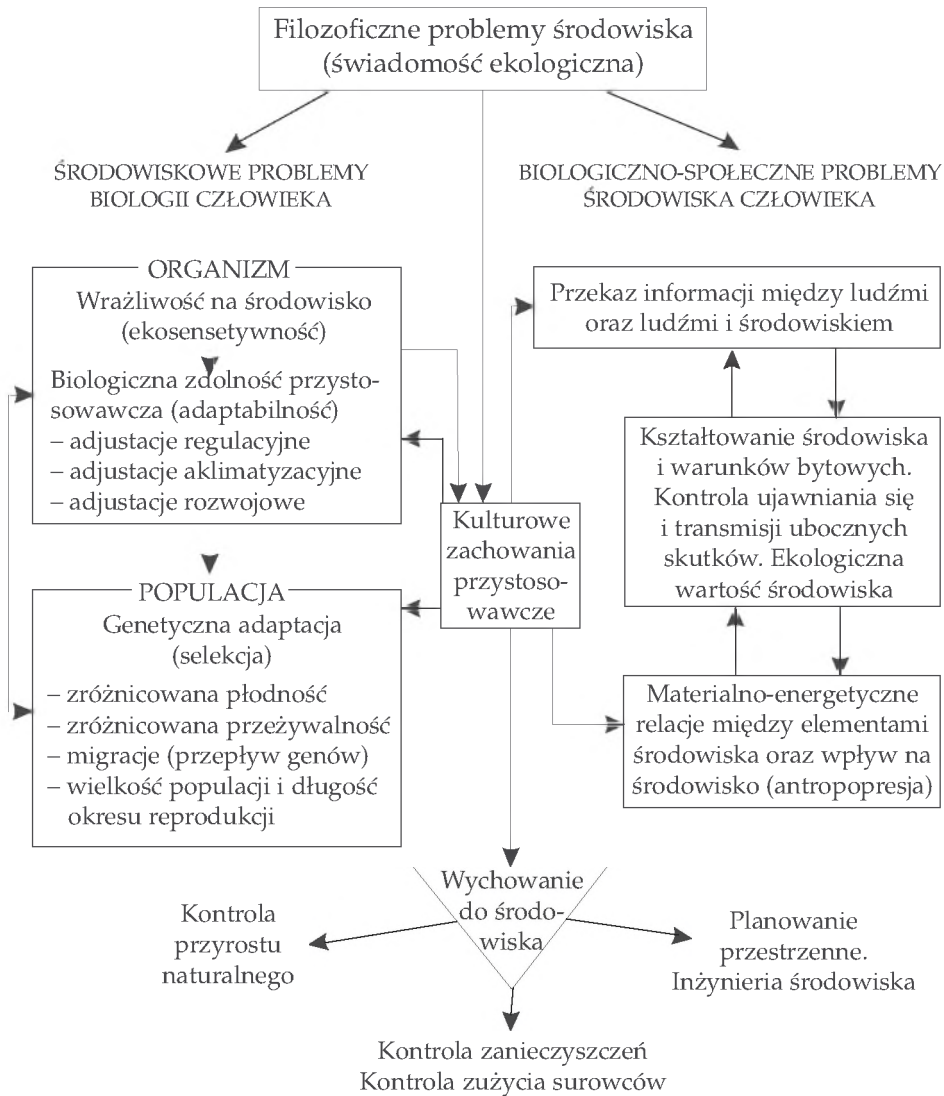 Filozoficzne problemy środowiska
(świadomość ekologiczna)
ŚRODOWISKOWE PROBLEMY
BIOLOGII CZŁOWIEKA
BIOLOGICZNO-SPOŁECZNE PROBLEMY
ŚRODOWISKA CZŁOWIEKA
ORGANIZM
Wrażliwość na środowisko
(ekosensetywność)
Biologiczna zdolność przysto-
sowawcza (adaptabilność)
– adjustacje regulacyjne
– adjustacje aklimatyzacyjne
– adjustacje rozwojowe
POPULACJA
Genetyczna adaptacja
(selekcja)
– zróżnicowana płodność
– zróżnicowana przeżywalność
– migracje (przepływ genów)
– wielkość populacji i długość
okresu reprodukcji
Kulturowe
zachowania
przystoso-
wawcze
Przekaz informacji między ludźmi
oraz ludźmi i środowiskiem
Kształtowanie środowiska
i warunków bytowych.
Kontrola ujawniania się
i transmisji ubocznych
skutków. Ekologiczna
wartość środowiska
Materialno-energetyczne
relacje między elementami
środowiska oraz wpływ na
środowisko (antropopresja)
Wychowanie
do środo-
wiska
Kontrola
przyrostu
naturalnego
Planowanie
przestrzenne.
Inżynieria środowiska
Kontrola zanieczyszczeń
Kontrola zużycia surowców